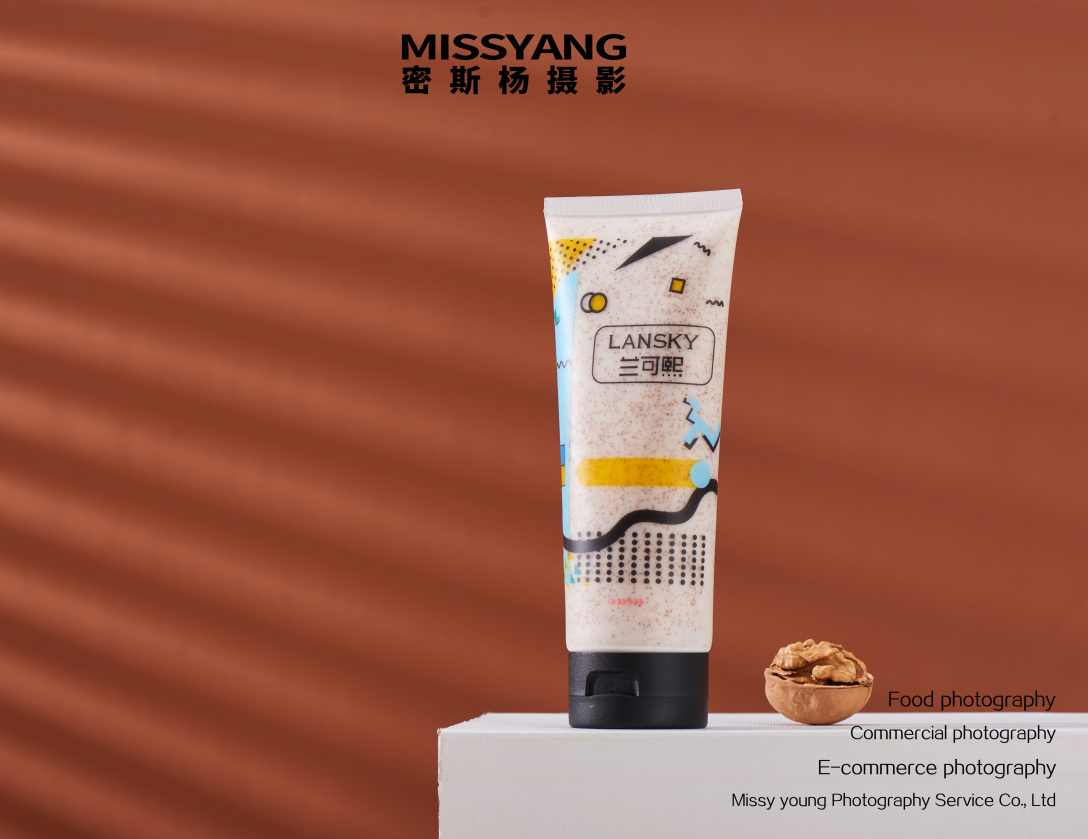 MISSYANG
密斯杨摄影
LANSKY
兰可熙
Food photography
Commercial photography
E-commerce photography
Missy young Photography Service Co., Ltd